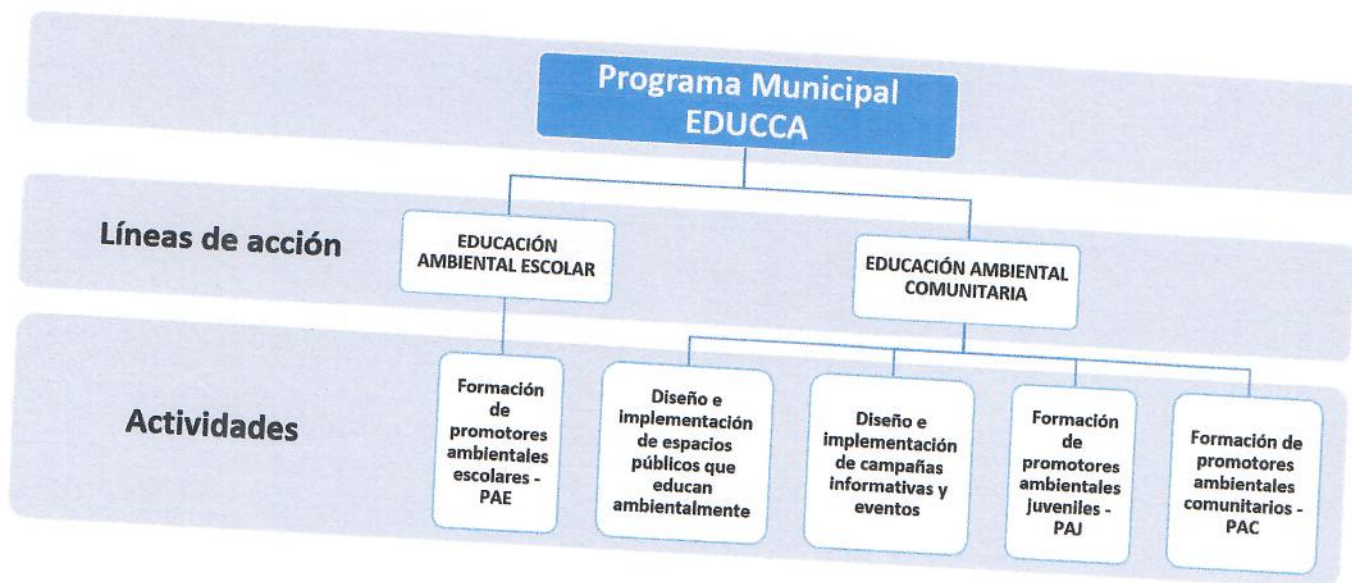 Programa Municipal
EDUCCA
Líneas de acción
EDUCACIÓN
AMBIENTAL ESCOLAR
EDUCACIÓN AMBIENTAL
COMUNITARIA
Actividades
Formación
de
promotores
ambientales
escolares -
PAE
Diseño e
implementación
de espacios
públicos que
educan
ambientalmente
Diseño e
implementación
de campañas
informativas y
eventos
Formación
de
promotores
ambientales
juveniles -
PAJ
Formación de
promotores
ambientales
comunitarios -
PAC